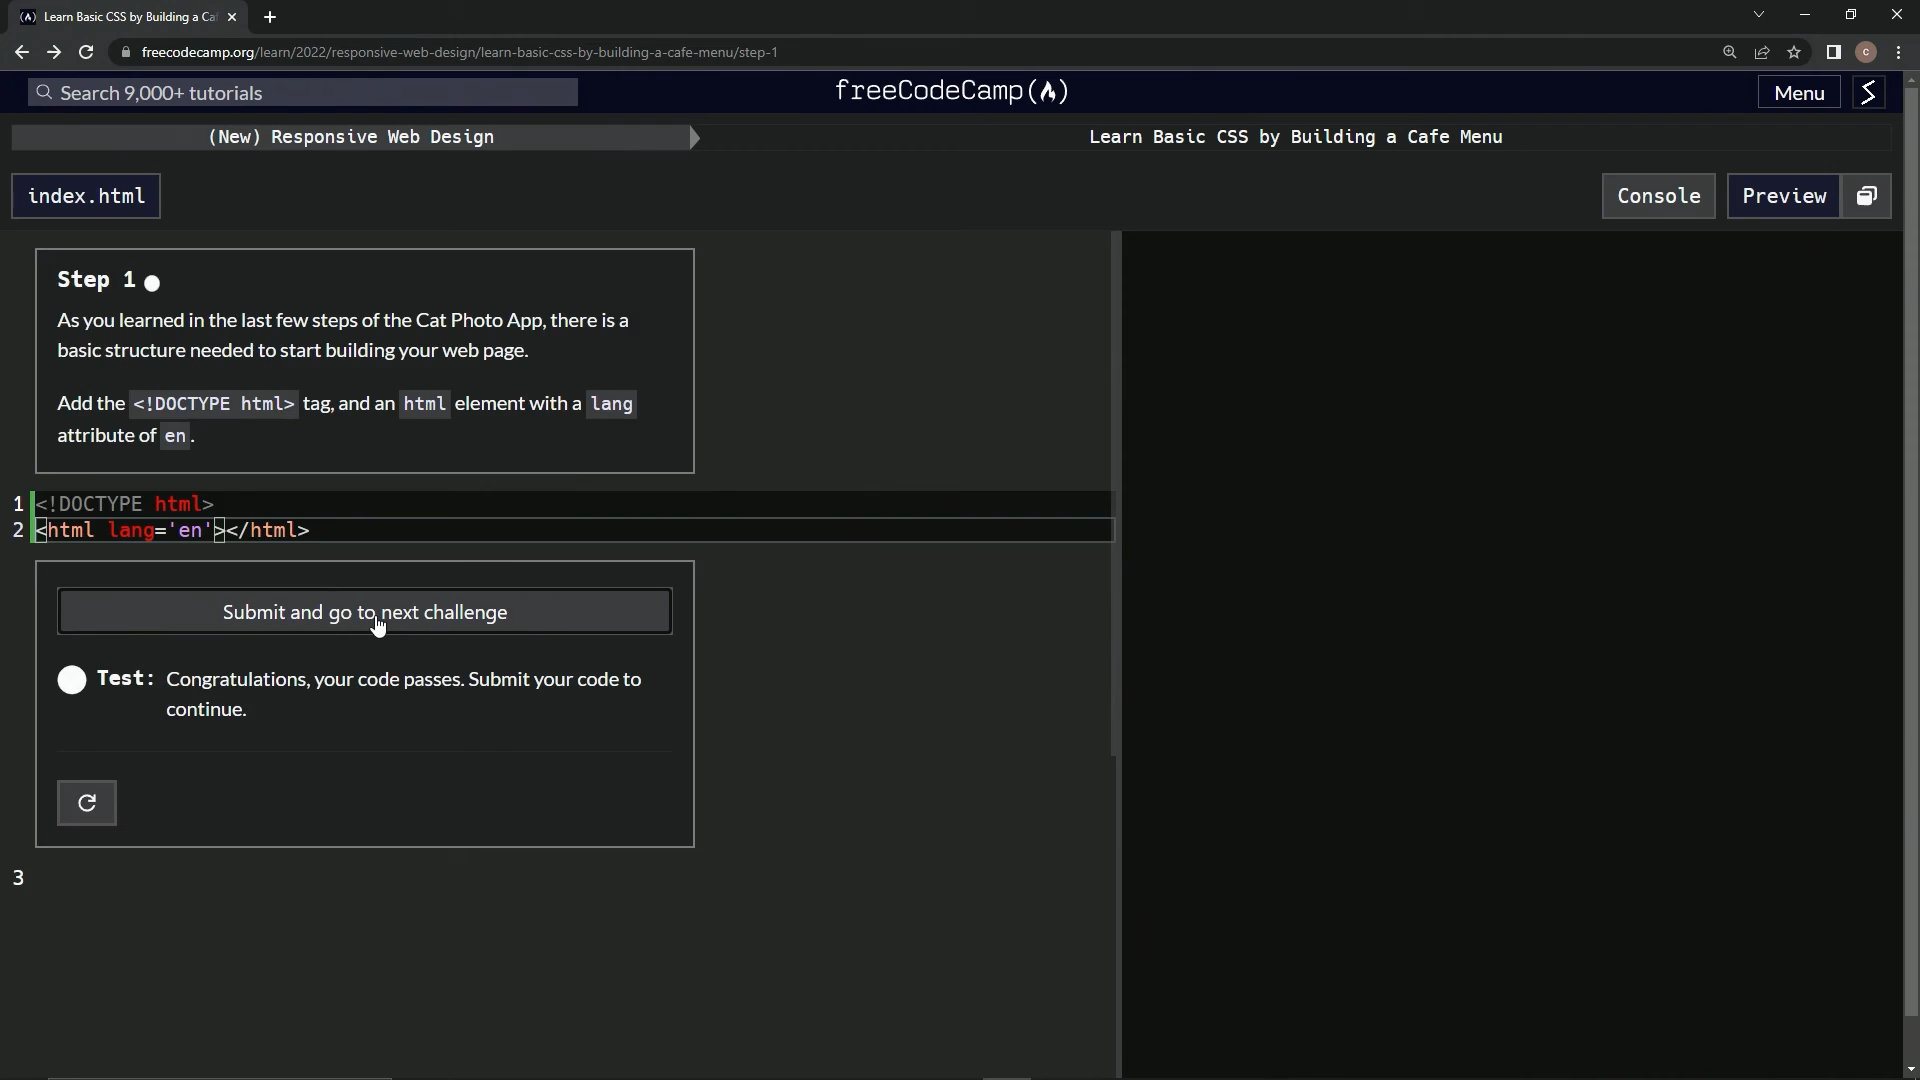 Learn Basic CSS by Building a Ca
freecodecamp.org/learn/2022/responsive-web-design/learn-basic-css-by-building-a-cafe-menu/step-1
C
Search 9,000+ tutorials
freeCodeCamp
Menu
(New) Responsive Web Design
Learn Basic CSS by Building a Cafe Menu
index.html
Console
Preview
Step 1
As you learned in the last few steps of the Cat Photo App, there is a
basic structure needed to start building your web page.
Add the <!DOCTYPE html> tag, and an html element with a lang
attribute of en.
1 <!DOCTYPE html>
2 <html lang='en'></html>
Submit and go to next challenge
Test: Congratulations, your code passes. Submit your code to
continue.
3